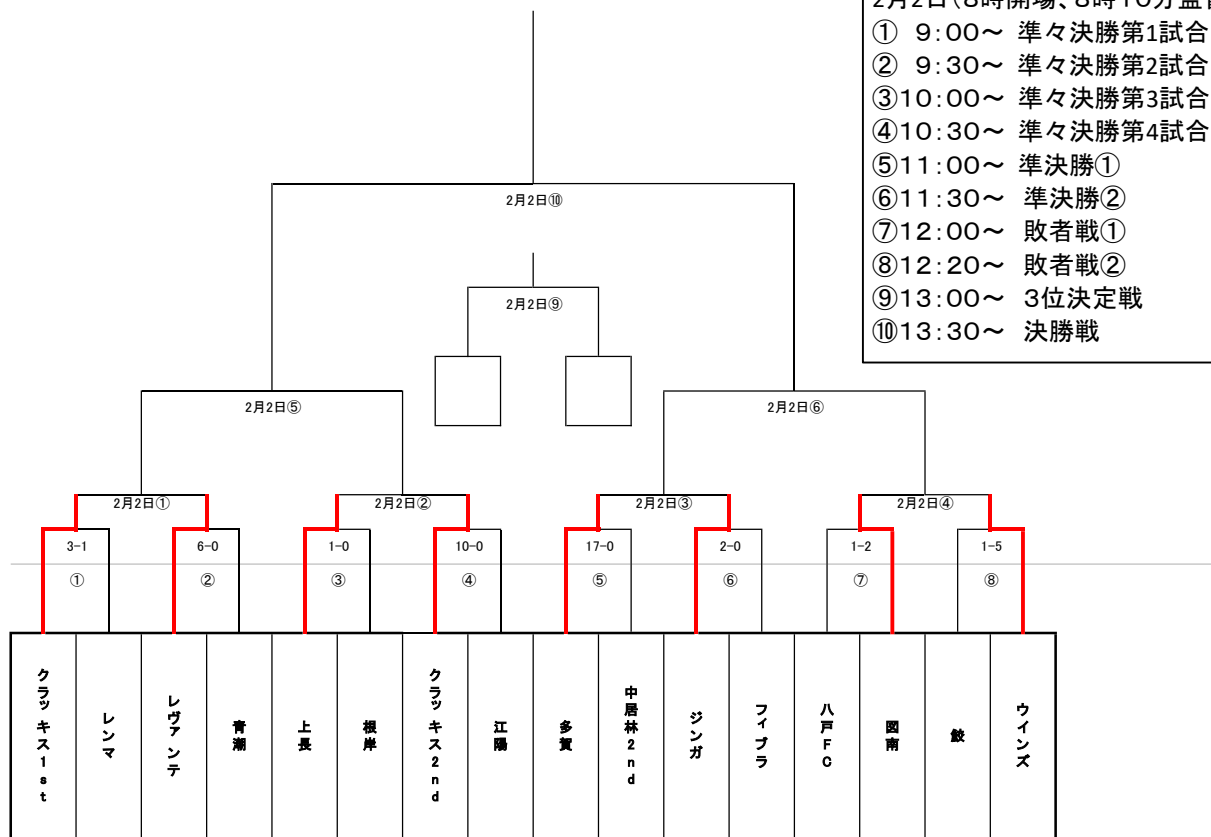 2月2日(8時開場、8時10分監督
① 9:00～ 準々決勝第1試合
② 9:30～ 準々決勝第2試合
③10:00～ 準々決勝第3試合
④10:30～ 準々決勝第4試合
⑤11:00～ 準決勝①
⑥11:30～ 準決勝②
⑦12:00～ 敗者戦①
⑧12:20～ 敗者戦②
⑨13:00～ 3位決定戦
⑩13:30～ 決勝戦
2月2日⑩
2月2日⑨
2月2日⑤
2月2日⑥
2月2日①
2月2日②
2月2日③
2月2日④
3-1
6-0
1-0
10-0
17-0
2-0
1-2
1-5
①
②
③
④
⑤
⑥
⑦
⑧
クラッキス1st
レンマ
レヴァンテ
青潮
上長
根岸
クラッキス2nd
江陽
多賀
中居林2nd
ジンガ
フィブラ
八戸FC
図南
鮫
ウインズ